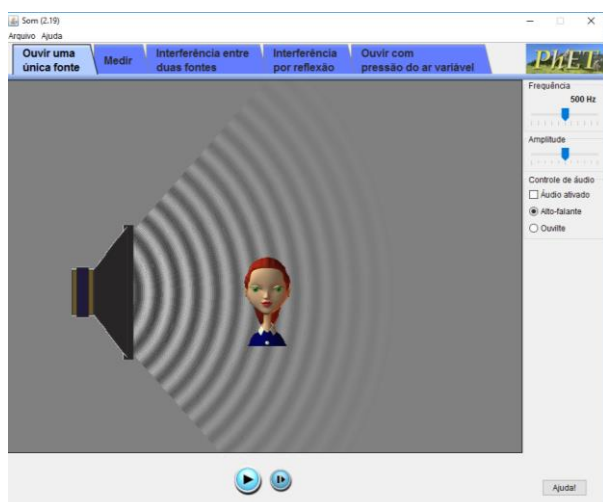 Som (2.19)
Arquivo Ajuda
Ouvir uma
única fonte
Medir
Interferência entre
duas fontes
Interferência
por reflexão
Ouvir com
pressão do ar variável
PhET
Frequência
500 Hz
Amplitude
Controle de áudio
Áudio ativado
Alto-falante
Ouvite
Ajuda!